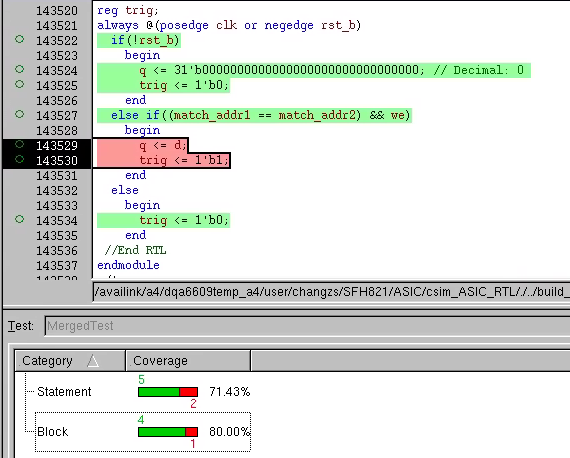 143520 reg trig;
143521 always @(posedge clk or negedge rst_b)
143522 if(!rst_b)
143523 begin
143524 q <= 31'b0000000000000000000000000000000; // Decimal: 0
143525 trig <= 1'b0;
143526 end
143527 else if((match_addr1 == match_addr2) && we)
143528 begin
143529 q <= d;
143530 trig <= 1'b1;
143531 end
143532 else
143533 begin
143534 trig <= 1'b0;
143535 end
143536 //End RTL
143537 endmodule
/availink/a4/dqa6609temp_a4/user/changzs/SFH821/ASIC/csim_ASIC_RTL/./../build_
Test: MergedTest
Category Coverage
Statement 5 2 71.43%
Block 4 1 80.00%